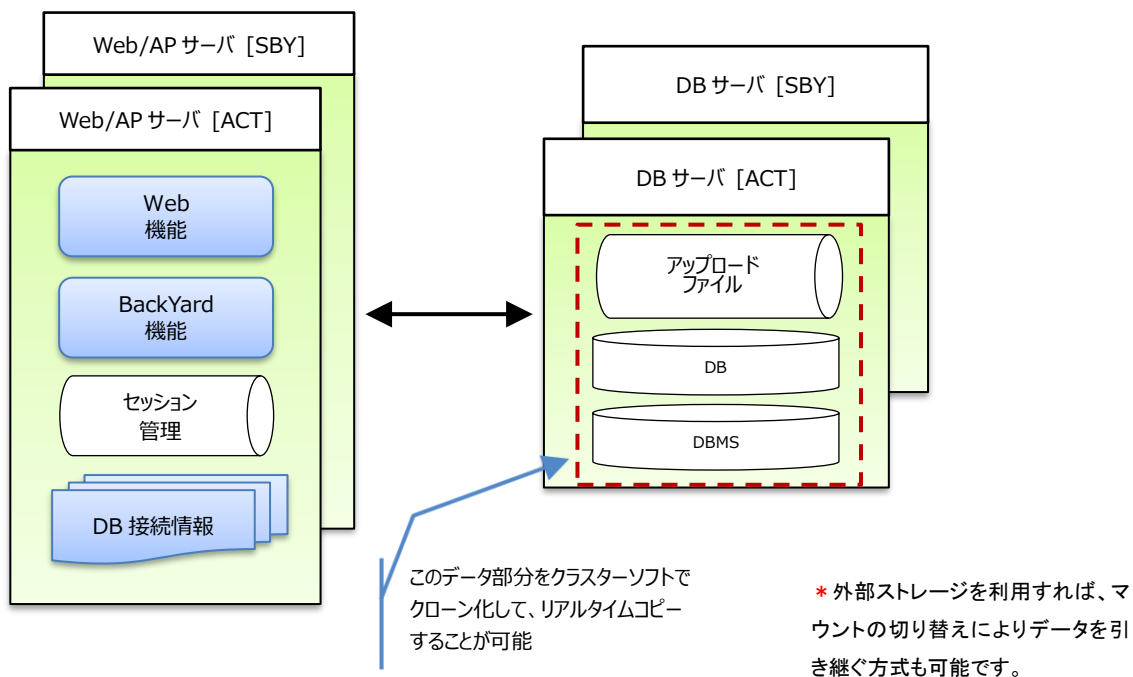 Web/AP サーバ [SBY]
Web/AP サーバ [ACT]
Web
機能
BackYard
機能
セッション
管理
DB 接続情報
DB サーバ [SBY]
DB サーバ [ACT]
アップロード
ファイル
DB
DBMS
このデータ部分をクラスターソフトで
クローン化して、リアルタイムコピー
することが可能
* 外部ストレージを利用すれば、マ
ウントの切り替えによりデータを引
き継ぐ方式も可能です。